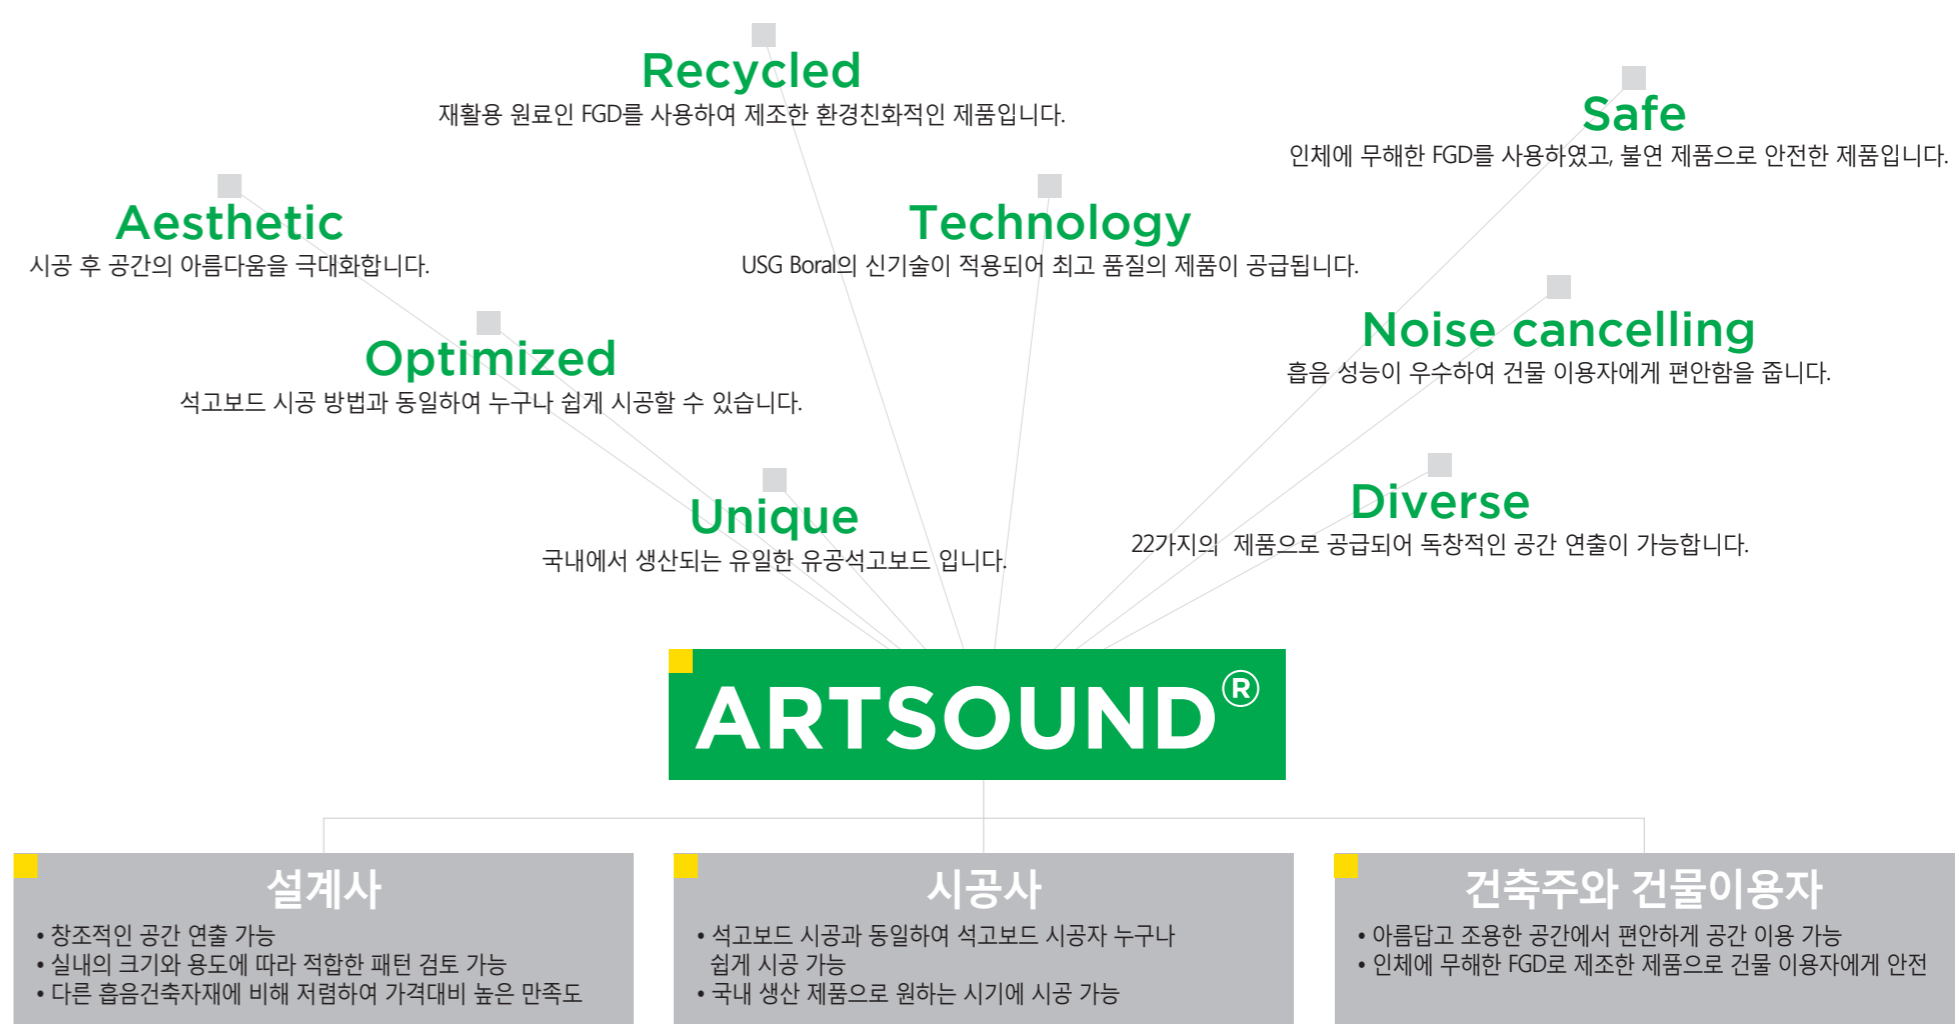 Recycled
재활용 원료인 FGD를 사용하여 제조한 환경친화적인 제품입니다.
Safe
인체에 무해한 FGD를 사용하였고, 불연 제품으로 안전한 제품입니다.
Aesthetic
시공 후 공간의 아름다움을 극대화합니다.
Technology
USG Boral의 신기술이 적용되어 최고 품질의 제품이 공급됩니다.
Optimized
석고보드 시공 방법과 동일하여 누구나 쉽게 시공할 수 있습니다.
Noise cancelling
흡음 성능이 우수하여 건물 이용자에게 편안함을 줍니다.
Unique
국내에서 생산되는 유일한 유공석고보드 입니다.
Diverse
22가지의 제품으로 공급되어 독창적인 공간 연출이 가능합니다.
ARTSOUND®
설계사
• 창조적인 공간 연출 가능
• 실내의 크기와 용도에 따라 적합한 패턴 검토 가능
• 다른 흡음건축자재에 비해 저렴하여 가격대비 높은 만족도
시공사
• 석고보드 시공과 동일하여 석고보드 시공자 누구나
쉽게 시공 가능
• 국내 생산 제품으로 원하는 시기에 시공 가능
건축주와 건물이용자
• 아름답고 조용한 공간에서 편안하게 공간 이용 가능
• 인체에 무해한 FGD로 제조한 제품으로 건물 이용자에게 안전